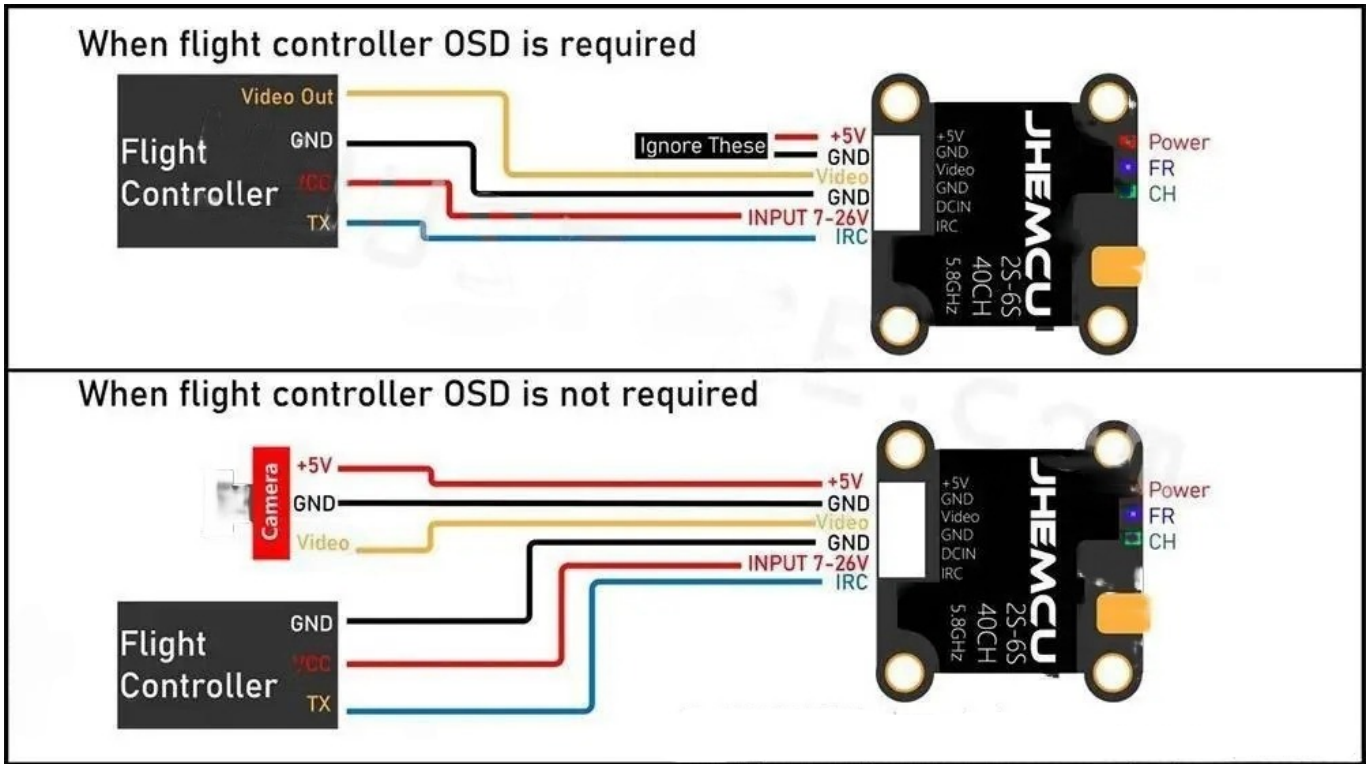 When flight controller OSD is required
Video Out
GND
Flight
Controller
VCC
TX
Ignore These
+5V
GND
Video
GND
INPUT 7-26V
IRC
+5V
GND
Video
GND
DCIN
IRC
JHEMCU
2S-6S
40CH
5.8GHz
Power
FR
CH
When flight controller OSD is not required
Camera
+5V
GND
Video
Flight
Controller
GND
VCC
TX
+5V
GND
Video
GND
INPUT 7-26V
IRC
+5V
GND
Video
GND
DCIN
IRC
JHEMCU
2S-6S
40CH
5.8GHz
Power
FR
CH